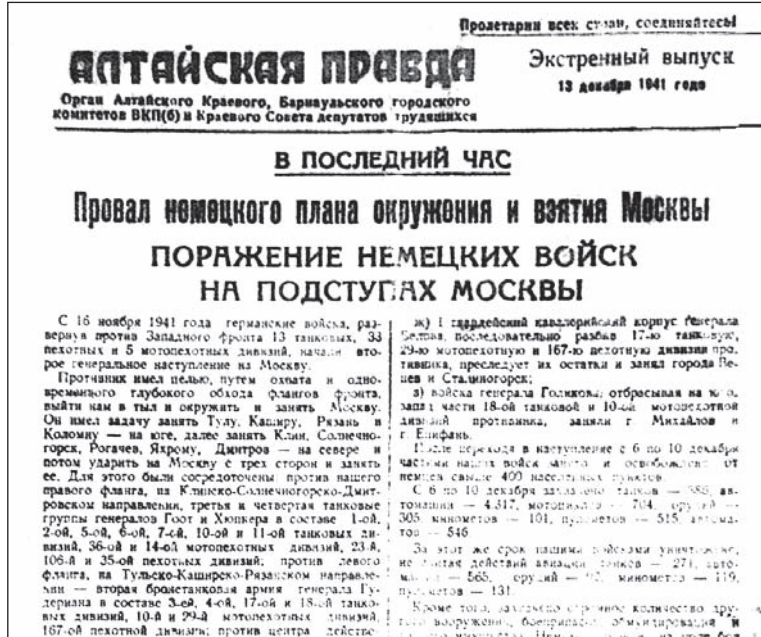 Пролетарии всех стран, соединяйтесь!
АЛТАЙСКАЯ ПРАВДА
Экстренный выпуск
13 декабря 1941 года
Орган Алтайского Краевого, Барнаульского городского
комитетов ВКП(б) и Краевого Совета депутатов трудящихся
В ПОСЛЕДНИЙ ЧАС
Провал немецкого плана окружения и взятия Москвы
ПОРАЖЕНИЕ НЕМЕЦКИХ ВОЙСК
НА ПОДСТУПАХ МОСКВЫ
С 16 ноября 1941 года германские войска, раз-
вернув против Западного фронта 13 танковых, 33
пехотных и 5 мотопехотных дивизий, начали вто-
рое генеральное наступление на Москву.
Противник имел целью, путем охвата и одно-
временного глубокого обхода флангов фронта,
выйти нам в тыл и окружить и занять Москву.
Он имел задачу занять Тулу, Каширу, Рязань и
Коломну — на юге, далее занять Клин, Солнечно-
горск, Рогачев, Яхрому, Дмитров — на севере и
потом ударить на Москву с трех сторон и занять
ее. Для этого были сосредоточены против нашего
правого фланга, на Клинско-Солнечногорско-Дмит-
ровском направлении, третья и четвертая танковые
группы генералов Гоот и Хюпкера в составе 1-ой,
2-ой, 5-ой, 6-ой, 7-ой, 10-ой и 11-ой танковых ди-
визий, 36-ой и 14-ой мотопехотных дивизий, 23-й,
106-й и 35-ой пехотных дивизий; против левого
фланга, на Тульско-Каширско-Рязанском направле-
нии — вторая бронетанковая армия генерала Гу-
дериана в составе 3-ей, 4-ой, 17-ой и 18-ой танко-
вых дивизий, 10-й и 29-й мотопехотных дивизий,
167-ой пехотной дивизии; против центра действо-
ж) 1 гвардейский кавалерийский корпус генерала
Белова, последовательно разбив 17-ю танковую,
29-ю мотопехотную и 167-ю пехотную дивизии про-
тивника, преследует их остатки и занял города Ве-
нев и Сталиногорск;
з) войска генерала Голикова, отбрасывая на юго-
запад части 18-ой танковой и 10-ой мотопехотной
дивизий противника, заняли г. Михайлов и
г. Епифань.
После перехода в наступление с 6 по 10 декабря
частями наших войск занято и освобождено от
немцев свыше 400 населенных пунктов.
С 6 по 10 декабря захвачено танков — 386, ав-
томашин — 4.317, мотоциклов — 704, орудий —
305, минометов — 101, пулеметов — 515, автома-
тов — 546.
За этот же срок нашими войсками уничтожено,
не считая действий авиации, танков — 271, авто-
машин — 565, орудий — минометов — 119,
пулеметов — 131.
Кроме того, захвачено огромное количество дру-
гого вооружения, боеприпасов, обмундирования и